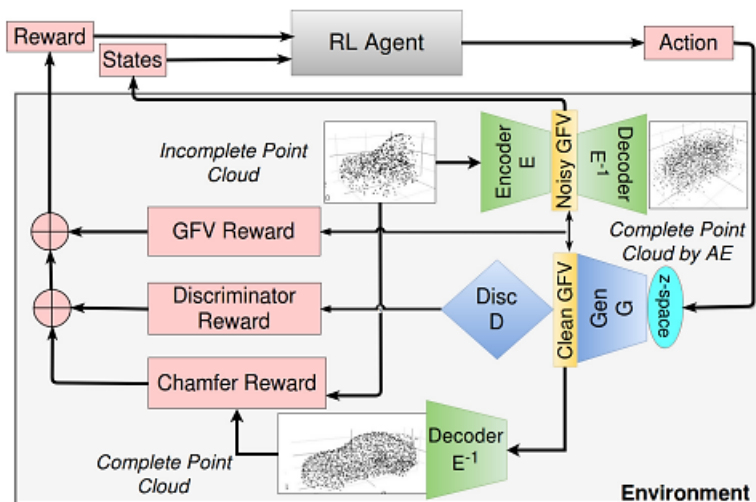 Reward
RL Agent
Action
States
Incomplete Point
Cloud
Encoder
E
Noisy GFV
Decoder
E-1
GFV Reward
Complete Point
Cloud by AE
Discriminator
Reward
Disc
D
Clean GFV
Gen
G
z-space
Chamfer Reward
Complete Point
Cloud
Decoder
E-1
Environment